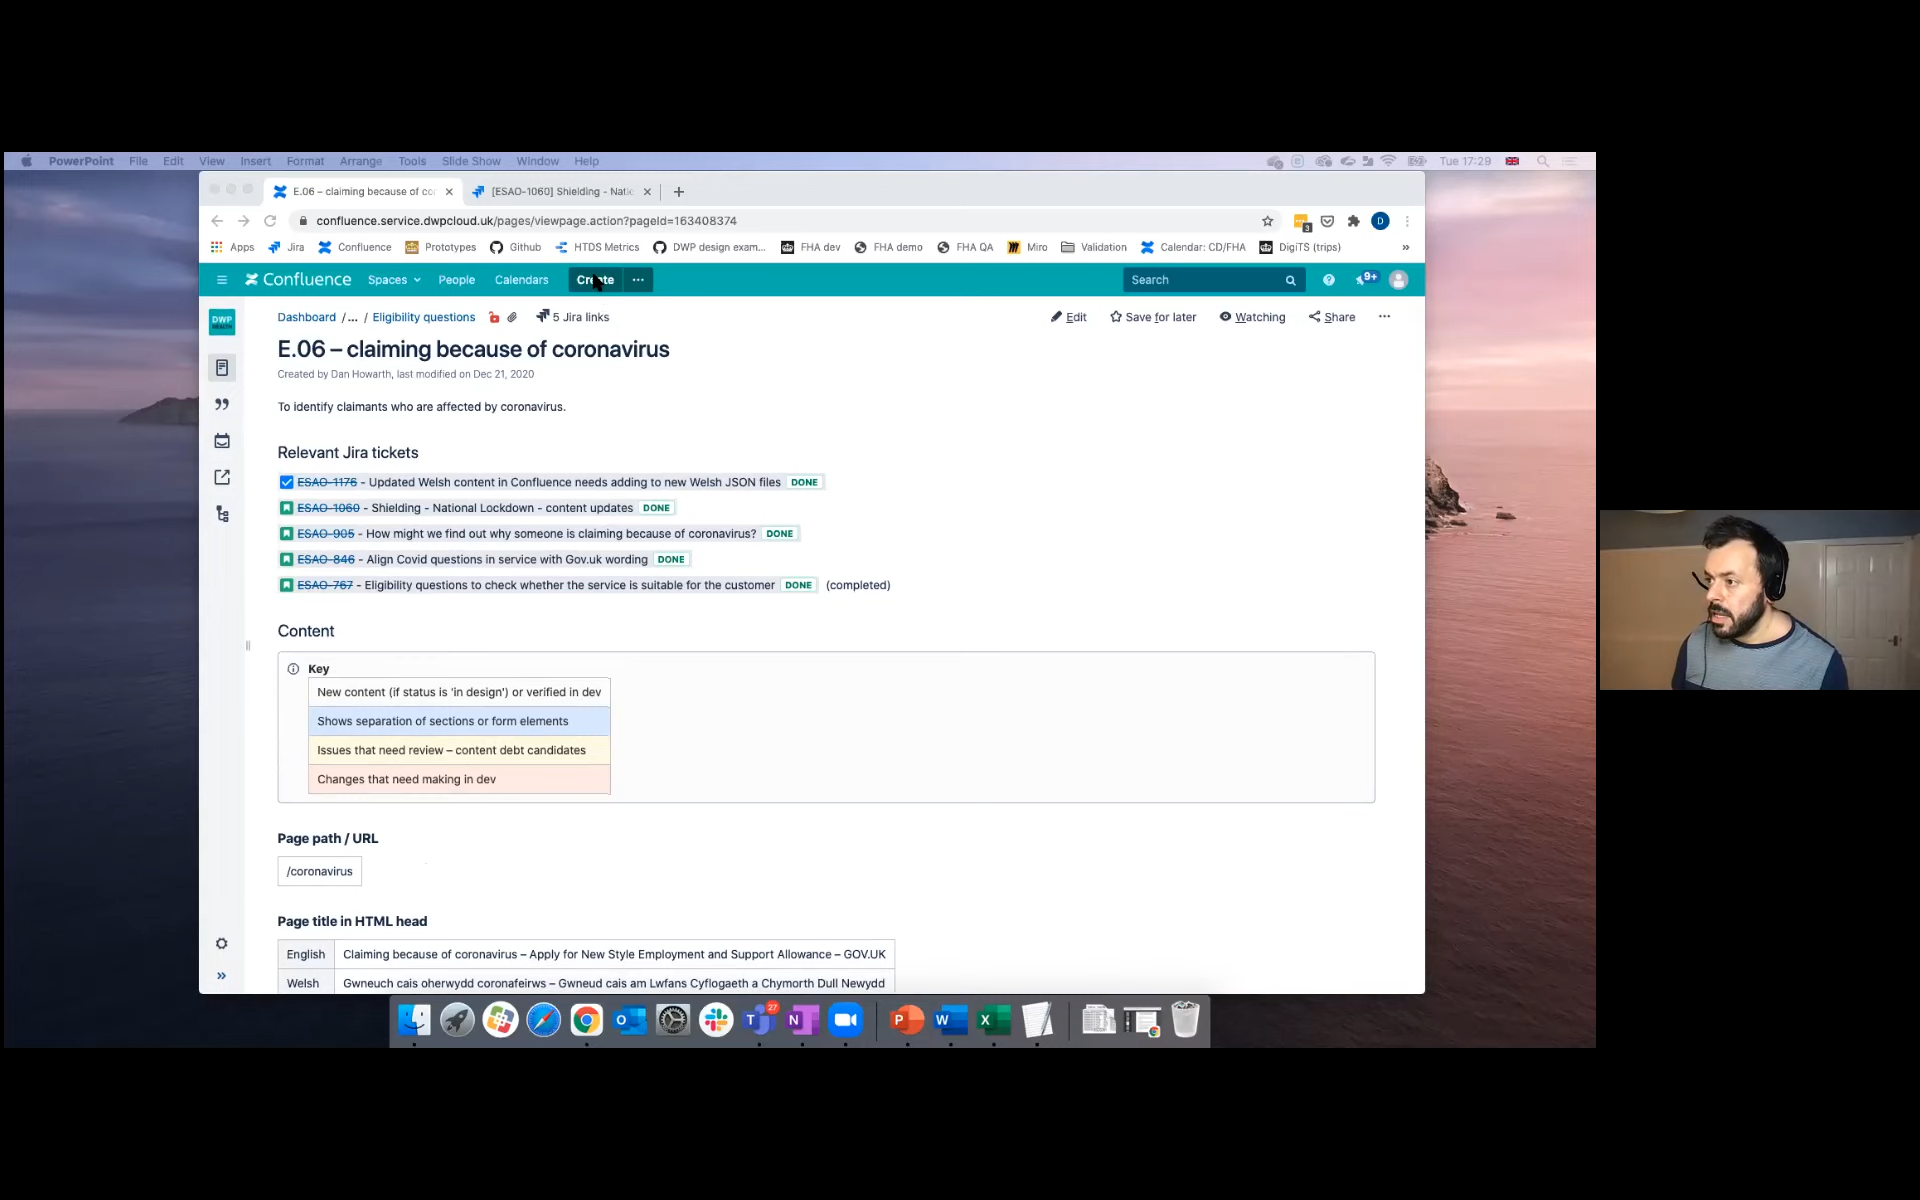 PowerPoint File Edit View Insert Format Arrange Tools Slide Show Window Help Tue 17:29
E.06 – claiming because of co
[ESAO-1060] Shielding - Nati
confluence.service.dwpcloud.uk/pages/viewpage.action?pageId=163408374
3
D
Apps Jira Confluence Prototypes Github HTDS Metrics DWP design exam... FHA dev FHA demo FHA QA Miro Validation Calendar: CD/FHA DigiTS (trips) »
Confluence Spaces People Calendars Create ... Search 9+
DWP
HEALTH
Dashboard /... / Eligibility questions 5 Jira links Edit Save for later Watching Share ...
E.06 – claiming because of coronavirus
Created by Dan Howarth, last modified on Dec 21, 2020
To identify claimants who are affected by coronavirus.
Relevant Jira tickets
ESAO-1176 - Updated Welsh content in Confluence needs adding to new Welsh JSON files DONE
ESAO-1060 - Shielding - National Lockdown - content updates DONE
ESAO-905 - How might we find out why someone is claiming because of coronavirus? DONE
ESAO-846 - Align Covid questions in service with Gov.uk wording DONE
ESAO-767 - Eligibility questions to check whether the service is suitable for the customer DONE (completed)
Content
Key
New content (if status is 'in design') or verified in dev
Shows separation of sections or form elements
Issues that need review – content debt candidates
Changes that need making in dev
Page path / URL
/coronavirus
Page title in HTML head
English Claiming because of coronavirus – Apply for New Style Employment and Support Allowance – GOV.UK
Welsh Gwneuch cais oherwydd coronafeirws – Gwneud cais am Lwfans Cyflogaeth a Chymorth Dull Newydd
27
O T N P W X